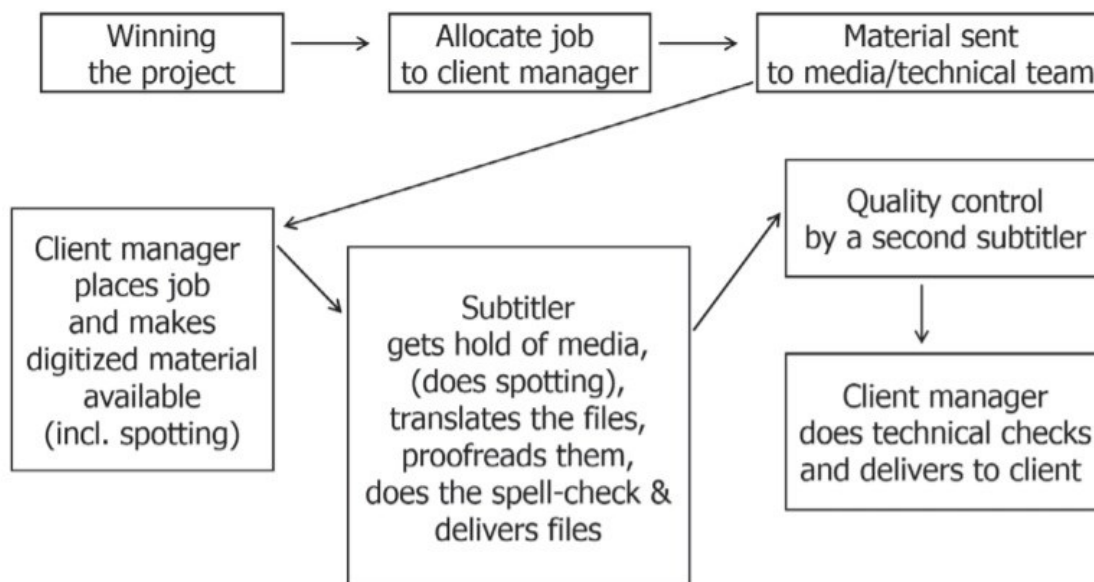 Winning
the project
Allocate job
to client manager
Material sent
to media/technical team
Client manager
places job
and makes
digitized material
available
(incl. spotting)
Subtitler
gets hold of media,
(does spotting),
translates the files,
proofreads them,
does the spell-check &
delivers files
Quality control
by a second subtitler
Client manager
does technical checks
and delivers to client